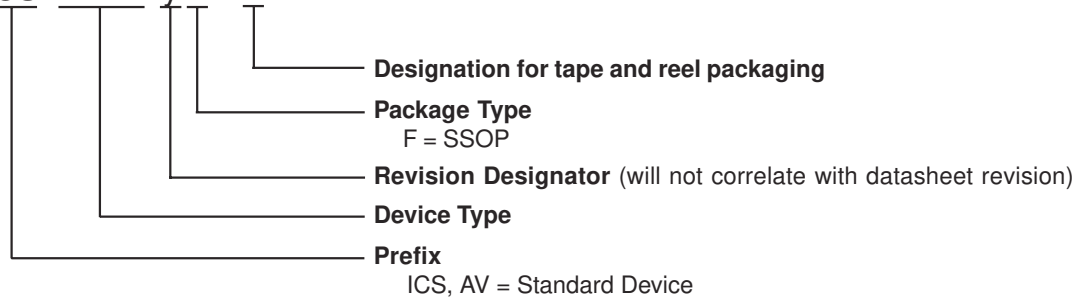 Designation for tape and reel packaging
Package Type
F = SSOP
Revision Designator (will not correlate with datasheet revision)
Device Type
Prefix
ICS, AV = Standard Device